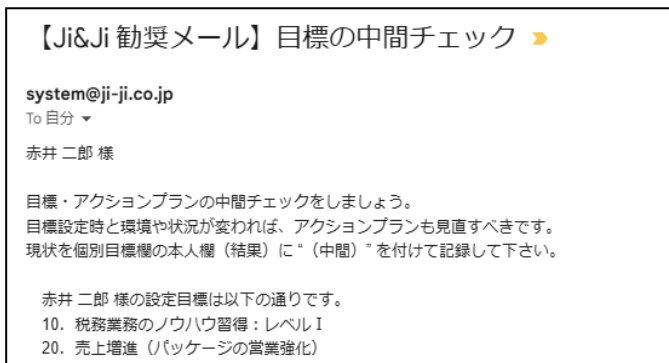 【Ji&Ji 勧奨メール】目標の中間チェック
system@ji-ji.co.jp
To 自分
赤井 二郎 様
目標・アクションプランの中間チェックをしましょう。
目標設定時と環境や状況が変われば、アクションプランも見直すべきです。
現状を個別目標欄の本人欄（結果）に “（中間）” を付けて記録して下さい。
赤井 二郎 様の設定目標は以下の通りです。
10. 税務業務のノウハウ習得：レベルⅠ
20. 売上増進（パッケージの営業強化）